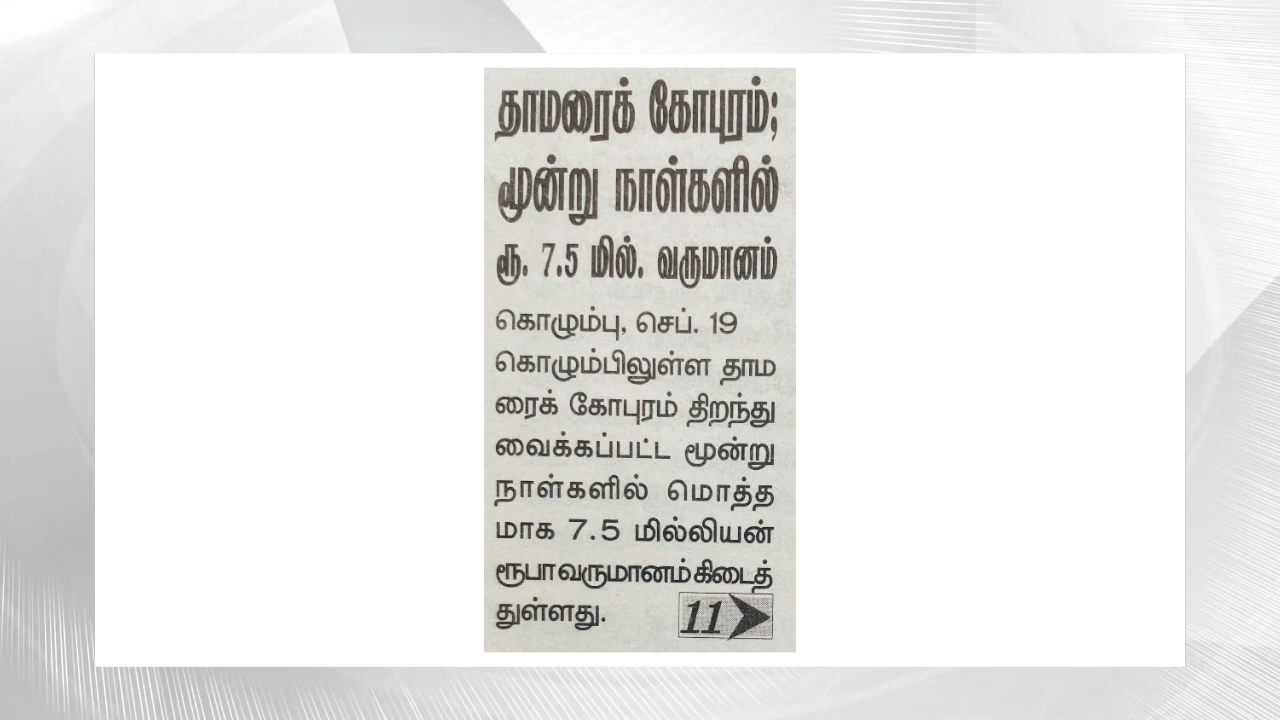 தாமரைக் கோபுரம்;
மூன்று நாள்களில்
ரூ. 7.5 மில். வருமானம்
கொழும்பு, செப். 19
கொழும்பிலுள்ள தாம
ரைக் கோபுரம் திறந்து
வைக்கப்பட்ட மூன்று
நாள்களில் மொத்த
மாக 7.5 மில்லியன்
ரூபா வருமானம் கிடைத்
துள்ளது.
11